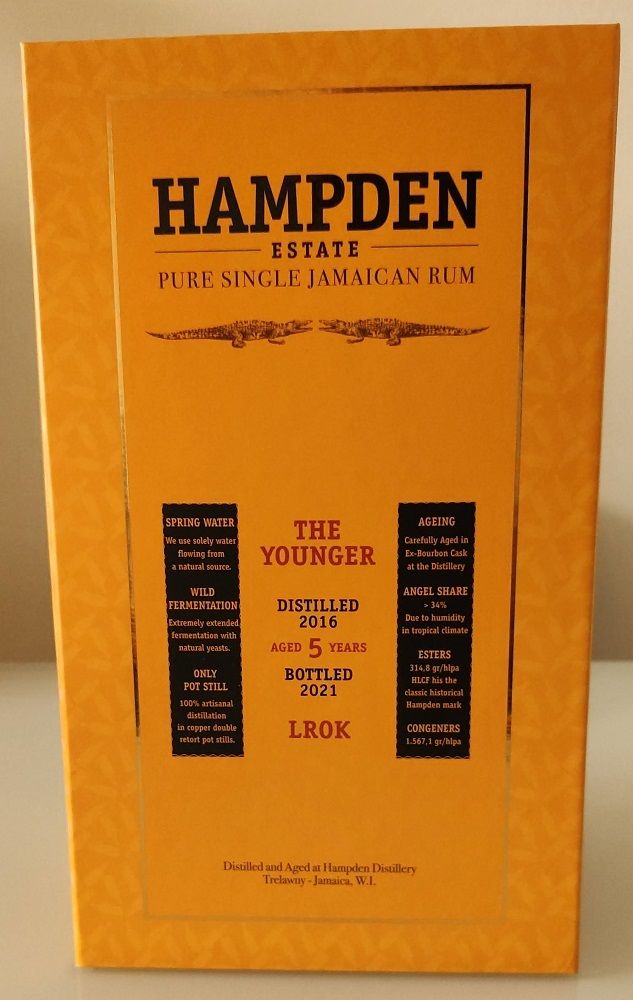 HAMPDEN
ESTATE
PURE SINGLE JAMAICAN RUM
SPRING WATER
We use solely water
flowing from
a natural source.
WILD
FERMENTATION
Extremely extended
fermentation with
natural yeasts.
ONLY
POT STILL
100% artisanal
distillation
in copper double
retort pot stills.
THE
YOUNGER
DISTILLED
2016
AGED 5 YEARS
BOTTLED
2021
LROK
AGEING
Carefully Aged in
Ex-Bourbon Cask
at the Distillery
ANGEL SHARE
> 34%
Due to humidity
in tropical climate
ESTERS
314,8 gr/hlpa
HLCF his the
classic historical
Hampden mark
CONGENERS
1.567,1 gr/hlpa
Distilled and Aged at Hampden Distillery
Trelawny - Jamaica, W.I.